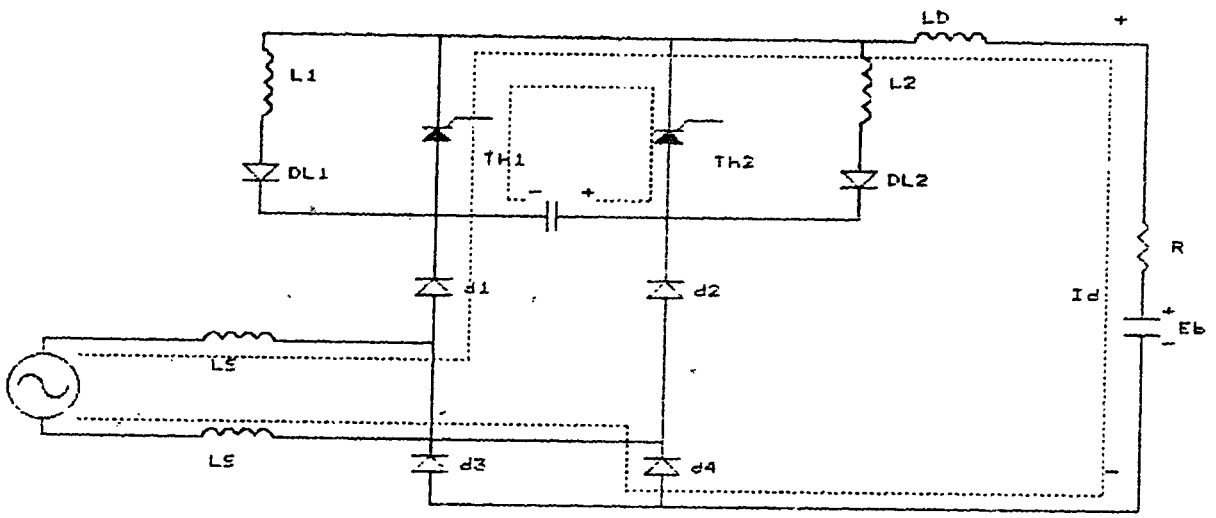 LD
+
L1
L2
Th1
Th2
DL1
DL2
-
+
R
d1
d2
Id
+
Eb
-
LS
LS
d3
d4
-